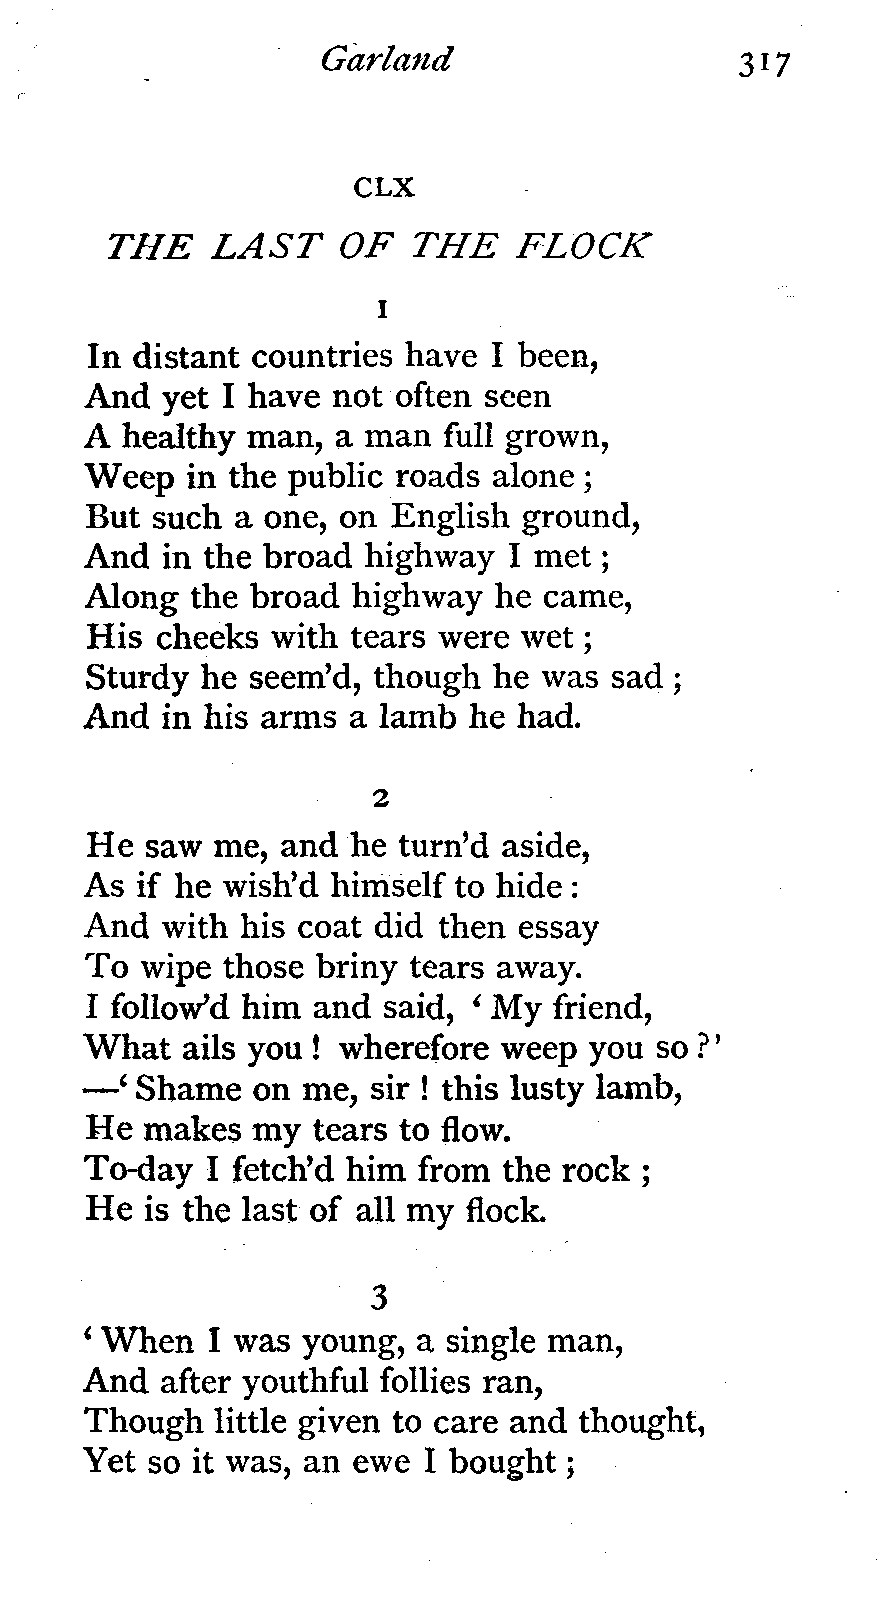 Garland 317
CLX
THE LAST OF THE FLOCK
1
In distant countries have I been,
And yet I have not often seen
A healthy man, a man full grown,
Weep in the public roads alone ;
But such a one, on English ground,
And in the broad highway I met ;
Along the broad highway he came,
His cheeks with tears were wet ;
Sturdy he seem'd, though he was sad ;
And in his arms a lamb he had.
2
He saw me, and he turn'd aside,
As if he wish'd himself to hide :
And with his coat did then essay
To wipe those briny tears away.
I follow'd him and said, ‘ My friend,
What ails you ! wherefore weep you so ?’
—‘ Shame on me, sir ! this lusty lamb,
He makes my tears to flow.
To-day I fetch'd him from the rock ;
He is the last of all my flock.
3
‘ When I was young, a single man,
And after youthful follies ran,
Though little given to care and thought,
Yet so it was, an ewe I bought ;